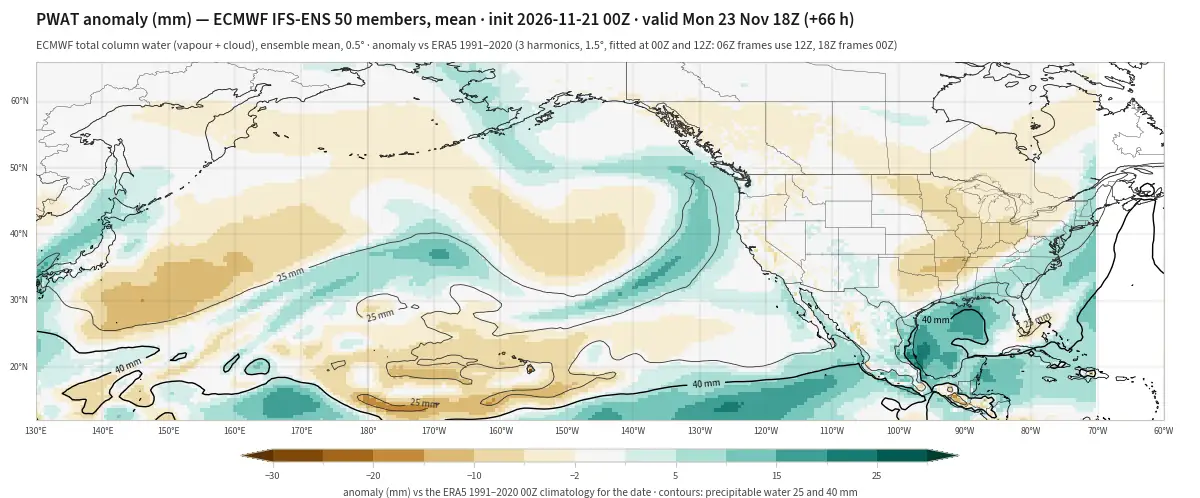 PWAT anomaly (mm) — ECMWF IFS-ENS 50 members, mean · init 2026-11-21 00Z · valid Mon 23 Nov 18Z (+66 h)
ECMWF total column water (vapour + cloud), ensemble mean, 0.5° · anomaly vs ERA5 1991–2020 (3 harmonics, 1.5°, fitted at 00Z and 12Z: 06Z frames use 12Z, 18Z frames 00Z)
60°N
50°N
40°N
25 mm
30°N
25 mm
40 mm
25 mm
40 mm
20°N
40 mm
25 mm
130°E 140°E 150°E 160°E 170°E 180° 170°W 160°W 150°W 140°W 130°W 120°W 110°W 100°W 90°W 80°W 70°W 60°W
−30 −20 −10 −2 5 15 25
anomaly (mm) vs the ERA5 1991–2020 00Z climatology for the date · contours: precipitable water 25 and 40 mm